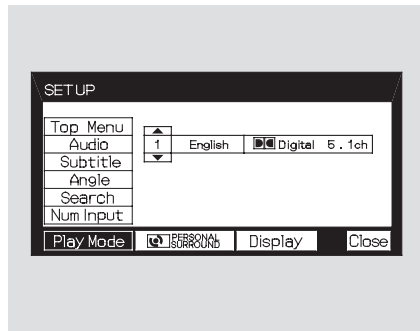 SETUP
Top Menu
Audio
1 English Digital 5.1ch
Subtitle
Angle
Search
Num Input
Play Mode PERSONAL SURROUND Display Close